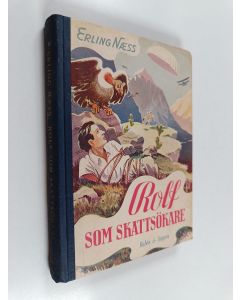 ERLING NÆSS
Rolf
SOM SKATTSÖKARE